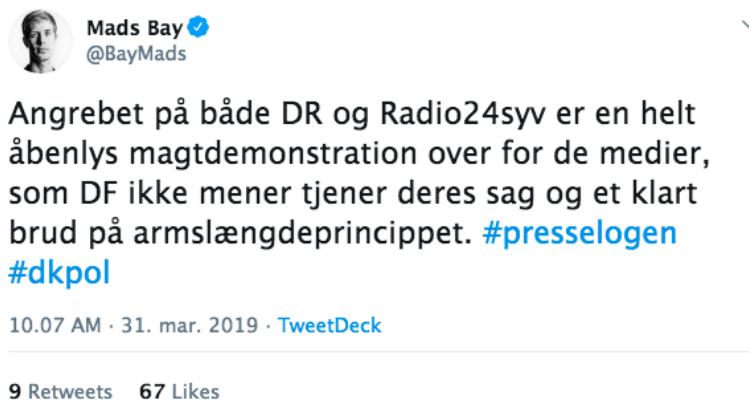 Mads Bay
@BayMads
Angrebet på både DR og Radio24syv er en helt
åbenlys magtdemonstration over for de medier,
som DF ikke mener tjener deres sag og et klart
brud på armslængdeprincippet. #presselogen
#dkpol
10.07 AM · 31. mar. 2019 · TweetDeck
9 Retweets 67 Likes